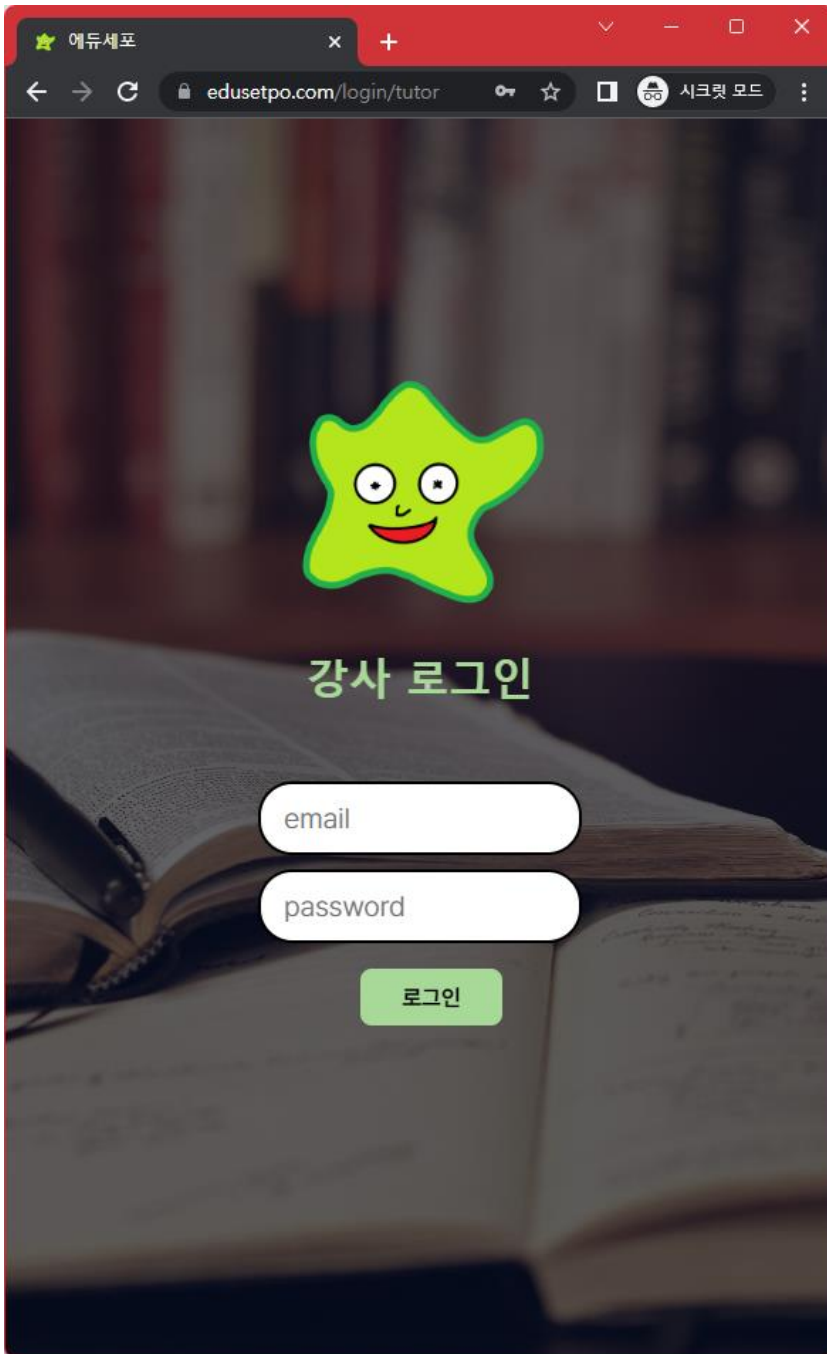 에듀세포
edusetpo.com/login/tutor
시크릿 모드
강사 로그인
email
password
로그인